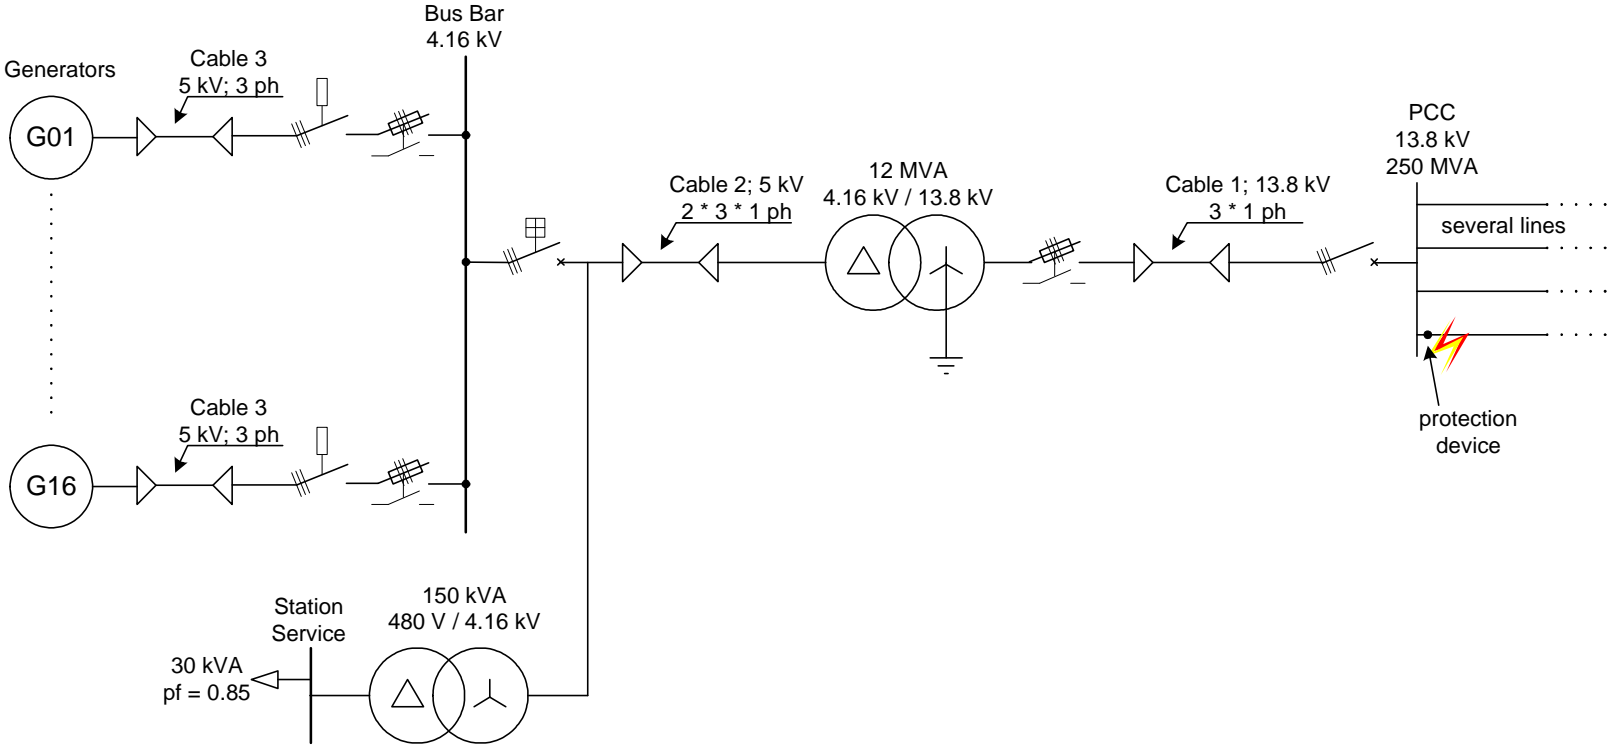 Bus Bar
4.16 kV
Generators
Cable 3
5 kV; 3 ph
G01
PCC
13.8 kV
250 MVA
12 MVA
4.16 kV / 13.8 kV
Cable 2; 5 kV
2 * 3 * 1 ph
Cable 1; 13.8 kV
3 * 1 ph
several lines
Cable 3
5 kV; 3 ph
G16
protection
device
150 kVA
480 V / 4.16 kV
Station
Service
30 kVA
pf = 0.85